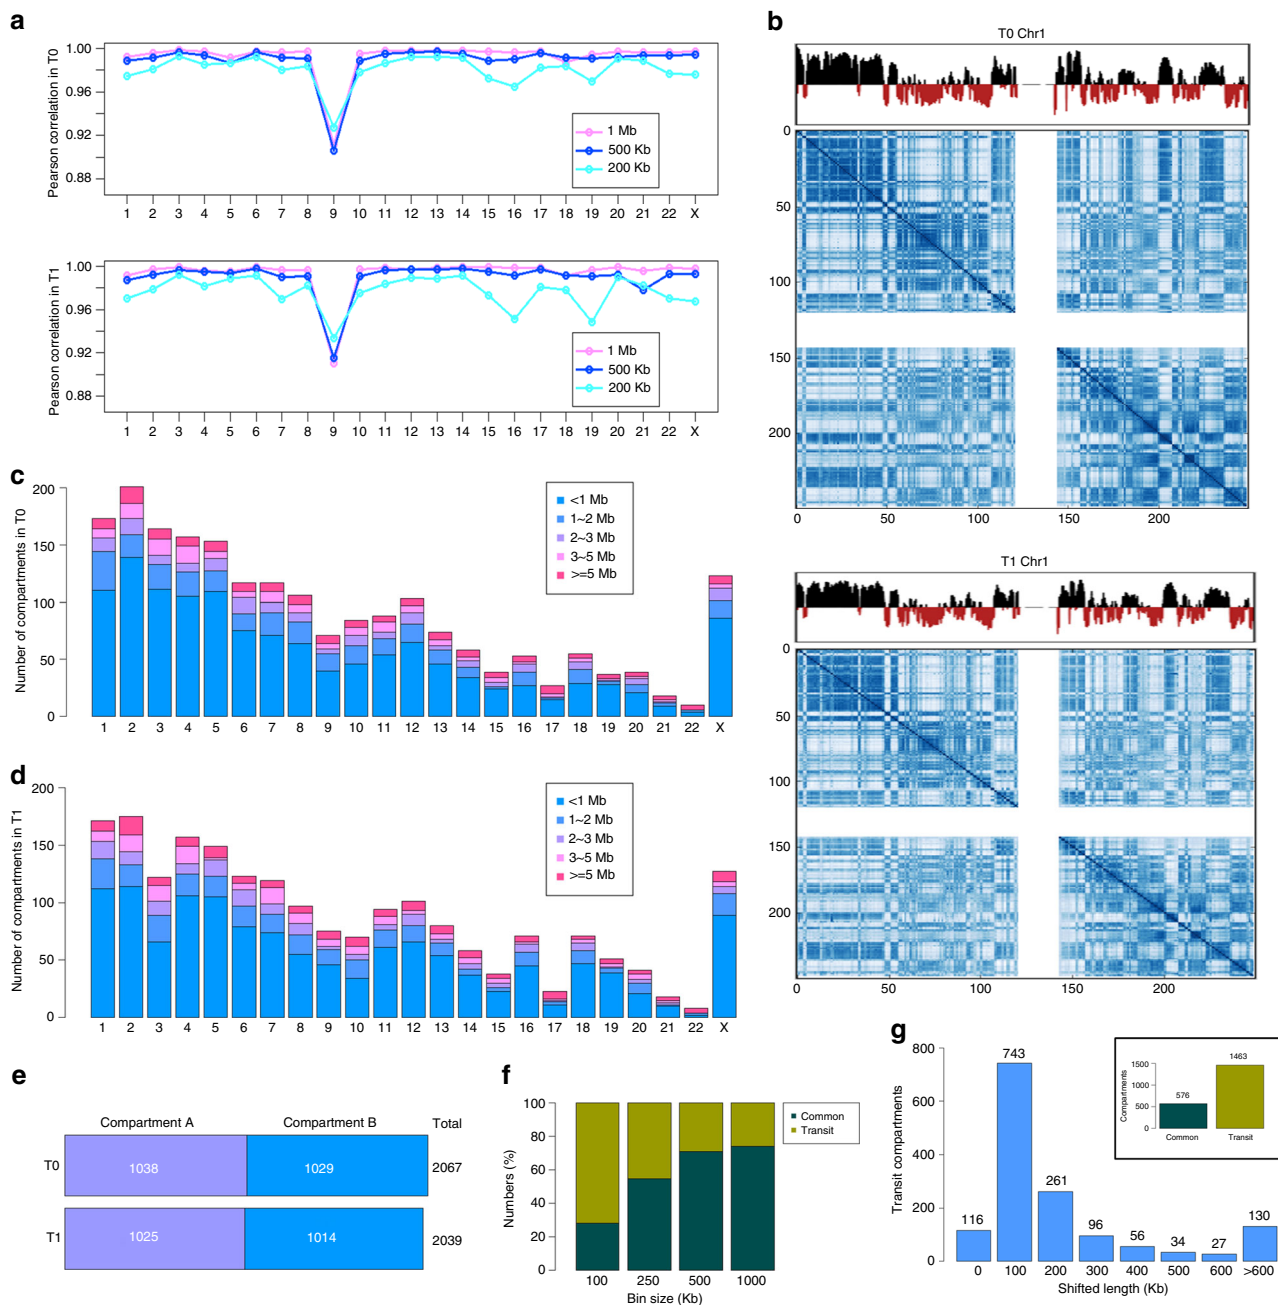 a
Pearson correlation in T0
1.00
0.96
0.92
0.88
1 Mb
500 Kb
200 Kb
1 2 3 4 5 6 7 8 9 10 11 12 13 14 15 16 17 18 19 20 21 22 X
Pearson correlation in T1
1.00
0.96
0.92
0.88
1 Mb
500 Kb
200 Kb
1 2 3 4 5 6 7 8 9 10 11 12 13 14 15 16 17 18 19 20 21 22 X
b
T0 Chr1
0
50
100
150
200
0 50 100 150 200
T1 Chr1
0
50
100
150
200
0 50 100 150 200
c
Number of compartments in T0
200
150
100
50
0
<1 Mb
1~2 Mb
2~3 Mb
3~5 Mb
>=5 Mb
1 2 3 4 5 6 7 8 9 10 11 12 13 14 15 16 17 18 19 20 21 22 X
d
Number of compartments in T1
200
150
100
50
0
<1 Mb
1~2 Mb
2~3 Mb
3~5 Mb
>=5 Mb
1 2 3 4 5 6 7 8 9 10 11 12 13 14 15 16 17 18 19 20 21 22 X
e
Compartment A Compartment B Total
T0 1038 1029 2067
T1 1025 1014 2039
f
Numbers (%)
100
80
60
40
20
0
Common
Transit
100 250 500 1000
Bin size (Kb)
g
Transit compartments
800
600
400
200
0
116 743 261 96 56 34 27 130
0 100 200 300 400 500 600 >600
Shifted length (Kb)
Compartments
1500
1000
500
0
576 1463
Common Transit